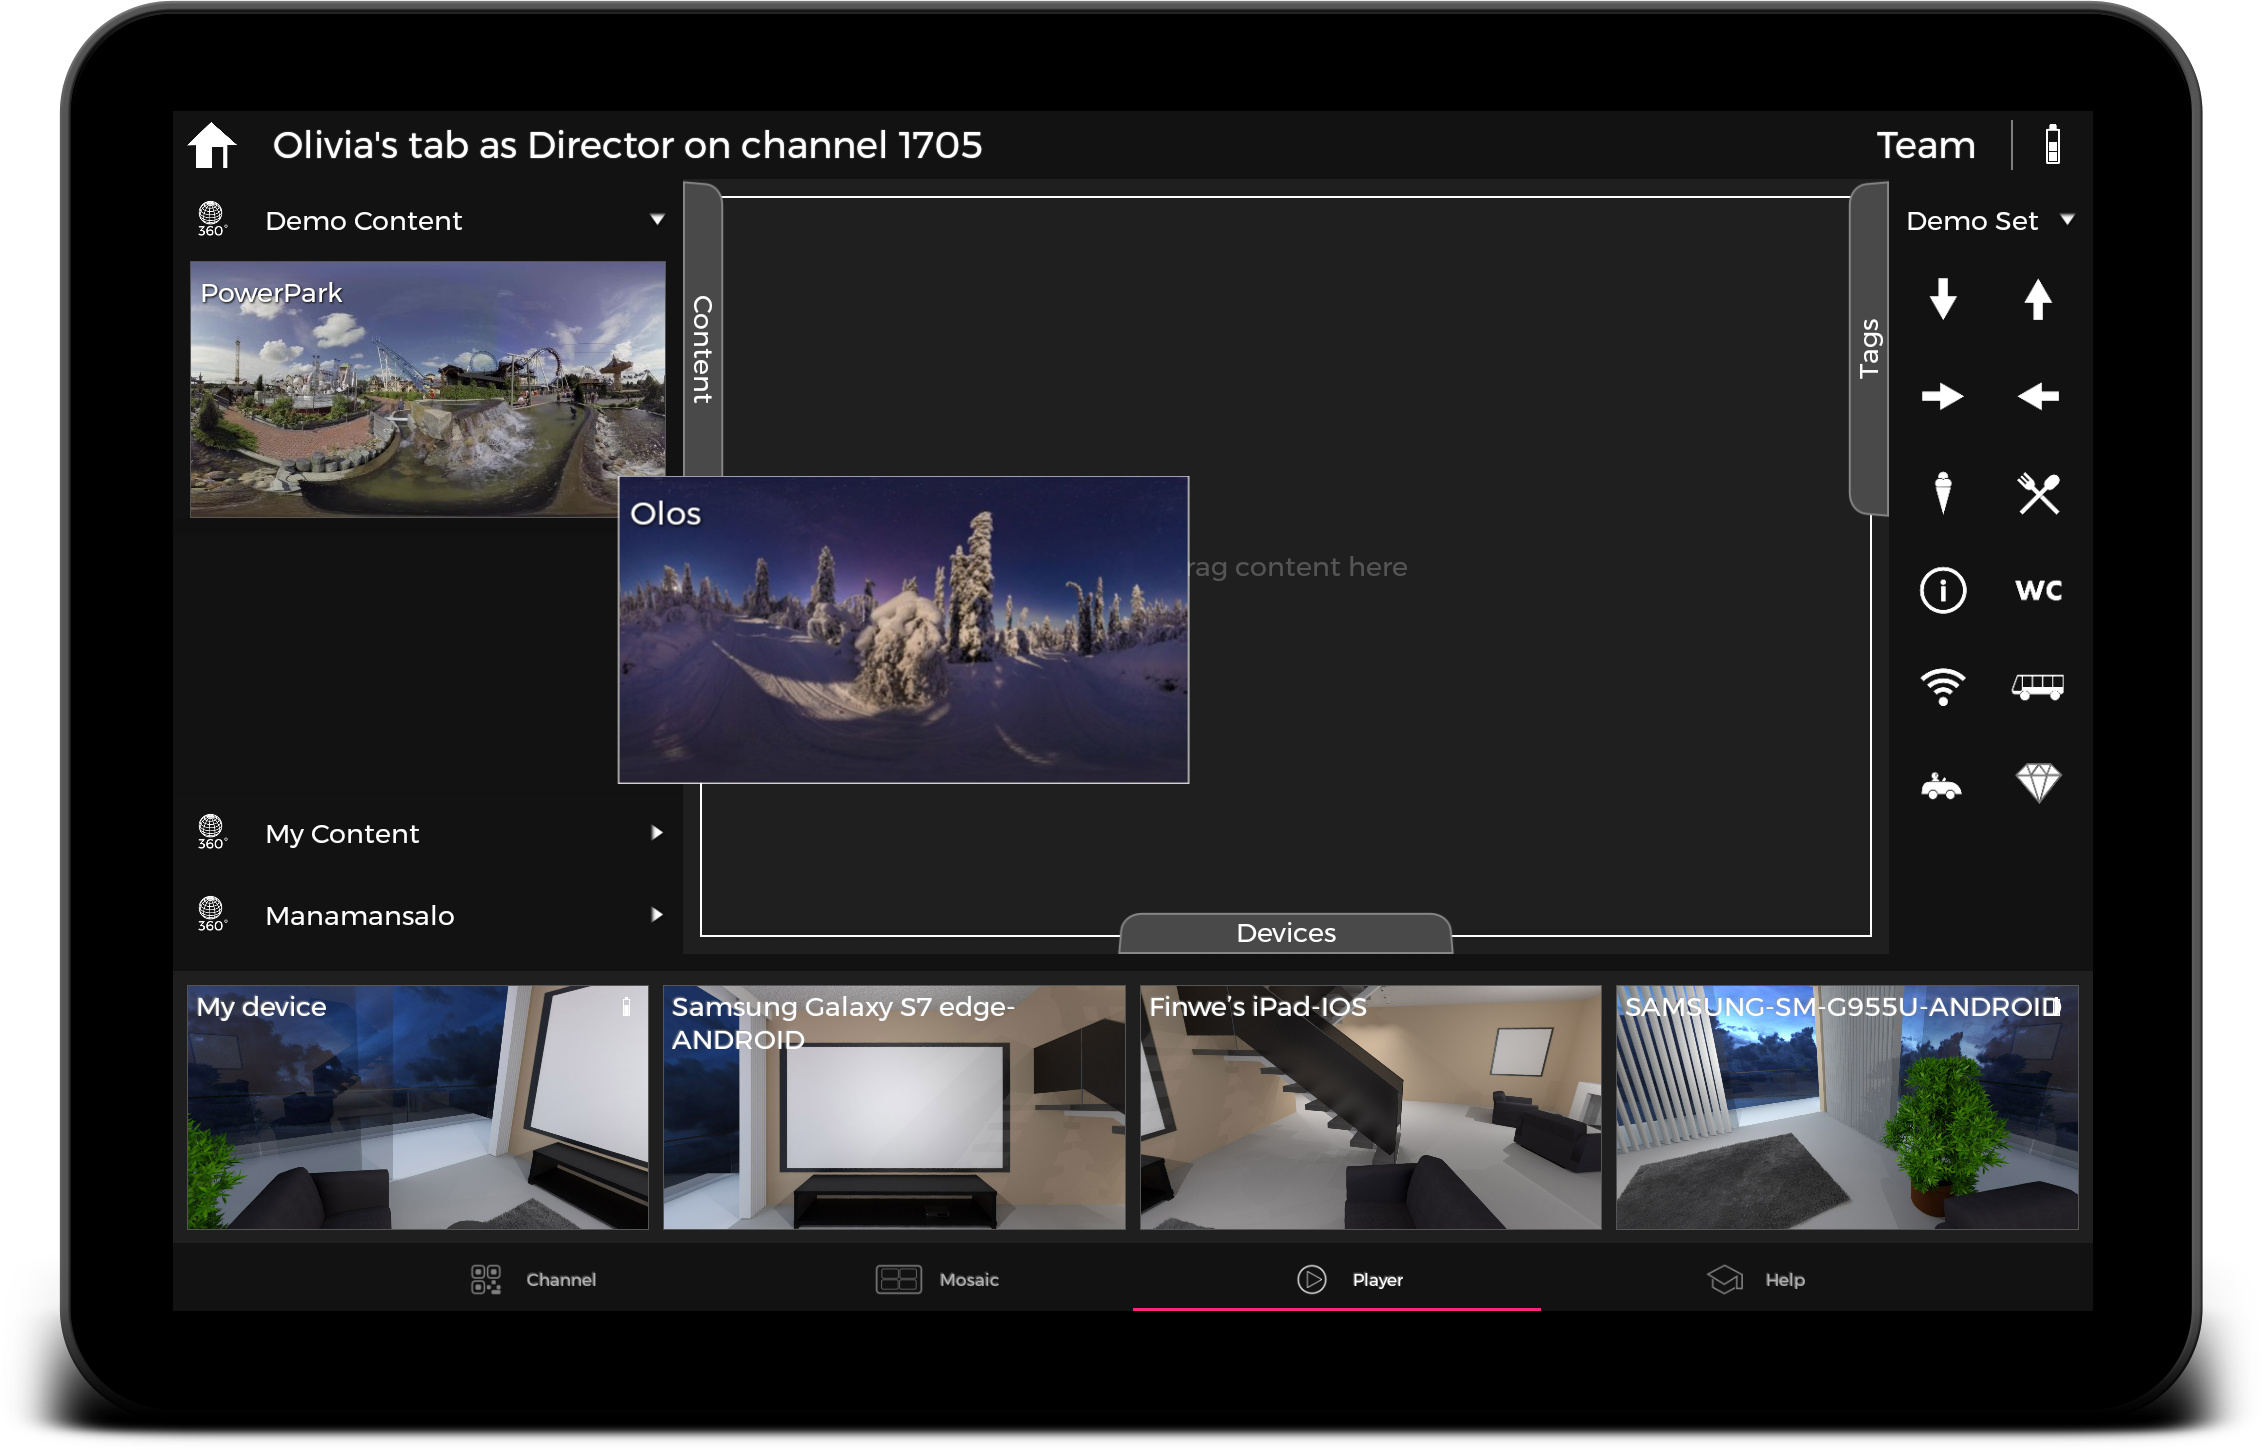 Olivia's tab as Director on channel 1705
Team
360°
Demo Content
Demo Set
PowerPark
Content
Tags
Olos
rag content here
WC
360°
My Content
360°
Manamansalo
Devices
My device
Samsung Galaxy S7 edge-
ANDROID
Finwe’s iPad-IOS
SAMSUNG-SM-G955U-ANDROID
Channel
Mosaic
Player
Help